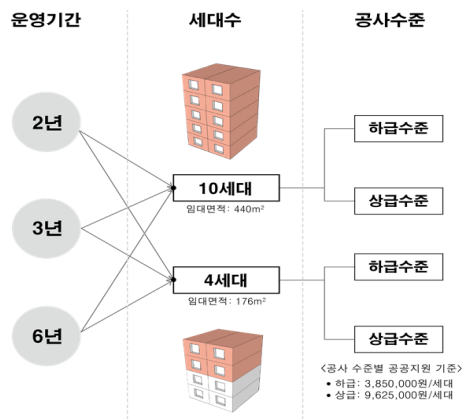 운영기간 세대수 공사수준
2년
3년
6년
10세대
임대면적: 440m²
4세대
임대면적: 176m²
하급수준
상급수준
하급수준
상급수준
<공사 수준별 공공지원 기준>
• 하급: 3,850,000원/세대
• 상급: 9,625,000원/세대